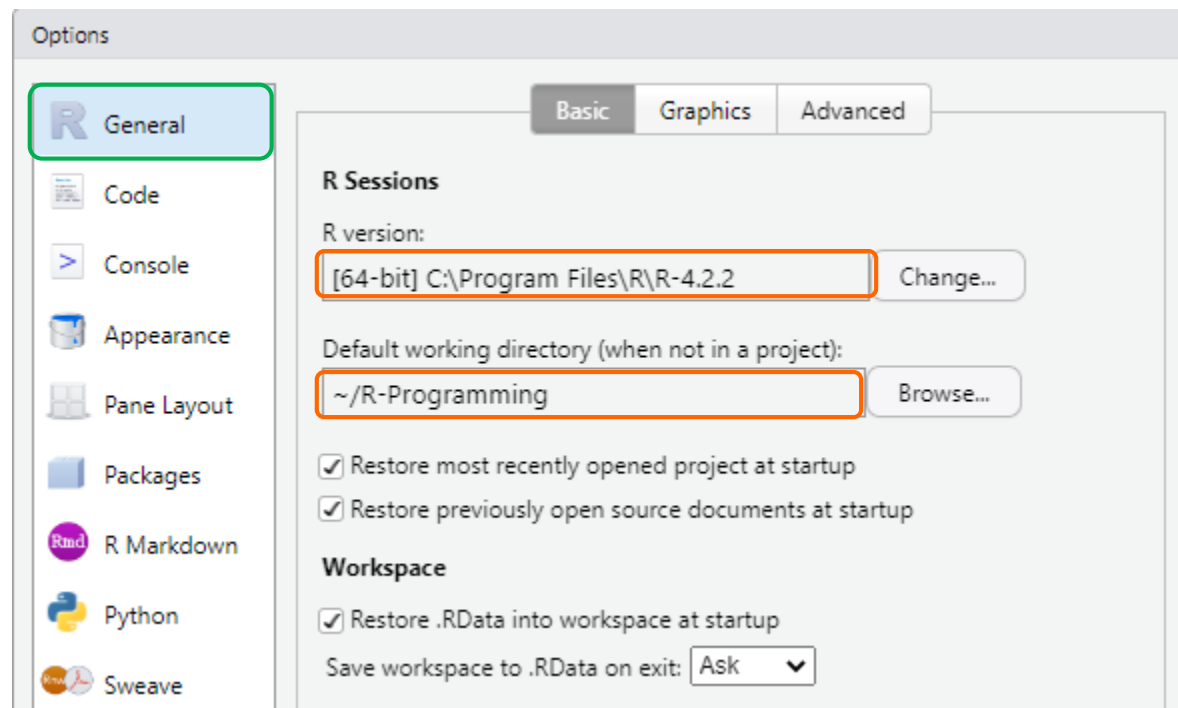 Options
General
Code
Console
Appearance
Pane Layout
Packages
Rmd R Markdown
Python
Rnw Sweave
Basic Graphics Advanced
R Sessions
R version:
[64-bit] C:\Program Files\R\R-4.2.2 Change...
Default working directory (when not in a project):
~/R-Programming Browse...
Restore most recently opened project at startup
Restore previously open source documents at startup
Workspace
Restore .RData into workspace at startup
Save workspace to .RData on exit: Ask